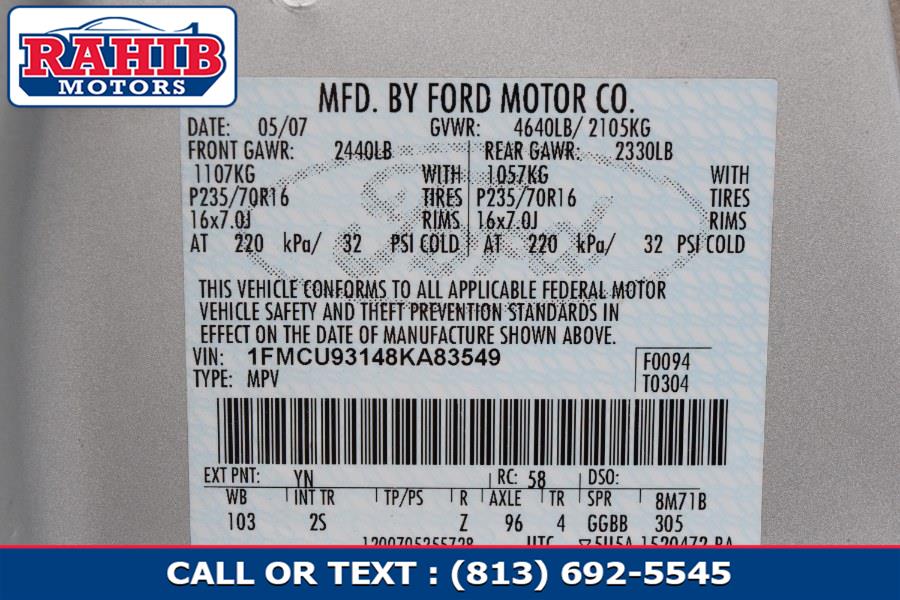 RAHIB
MOTORS
MFD. BY FORD MOTOR CO.
DATE: 05/07 GVWR: 4640LB/ 2105KG
FRONT GAWR: 2440LB REAR GAWR: 2330LB
1107KG WITH 1057KG WITH
P235/70R16 TIRES P235/70R16 TIRES
16x7.0J RIMS 16x7.0J RIMS
AT 220 kPa/ 32 PSI COLD AT 220 kPa/ 32 PSI COLD
Ford
THIS VEHICLE CONFORMS TO ALL APPLICABLE FEDERAL MOTOR
VEHICLE SAFETY AND THEFT PREVENTION STANDARDS IN
EFFECT ON THE DATE OF MANUFACTURE SHOWN ABOVE.
VIN: 1FMCU93148KA83549 F0094
TYPE: MPV T0304
EXT PNT: YN RC: 58 DSO:
WB INT TR TP/PS R AXLE TR SPR 8M71B
103 2S Z 96 4 GGBB 305
1200705255728 UTC
CALL OR TEXT : (813) 692-5545